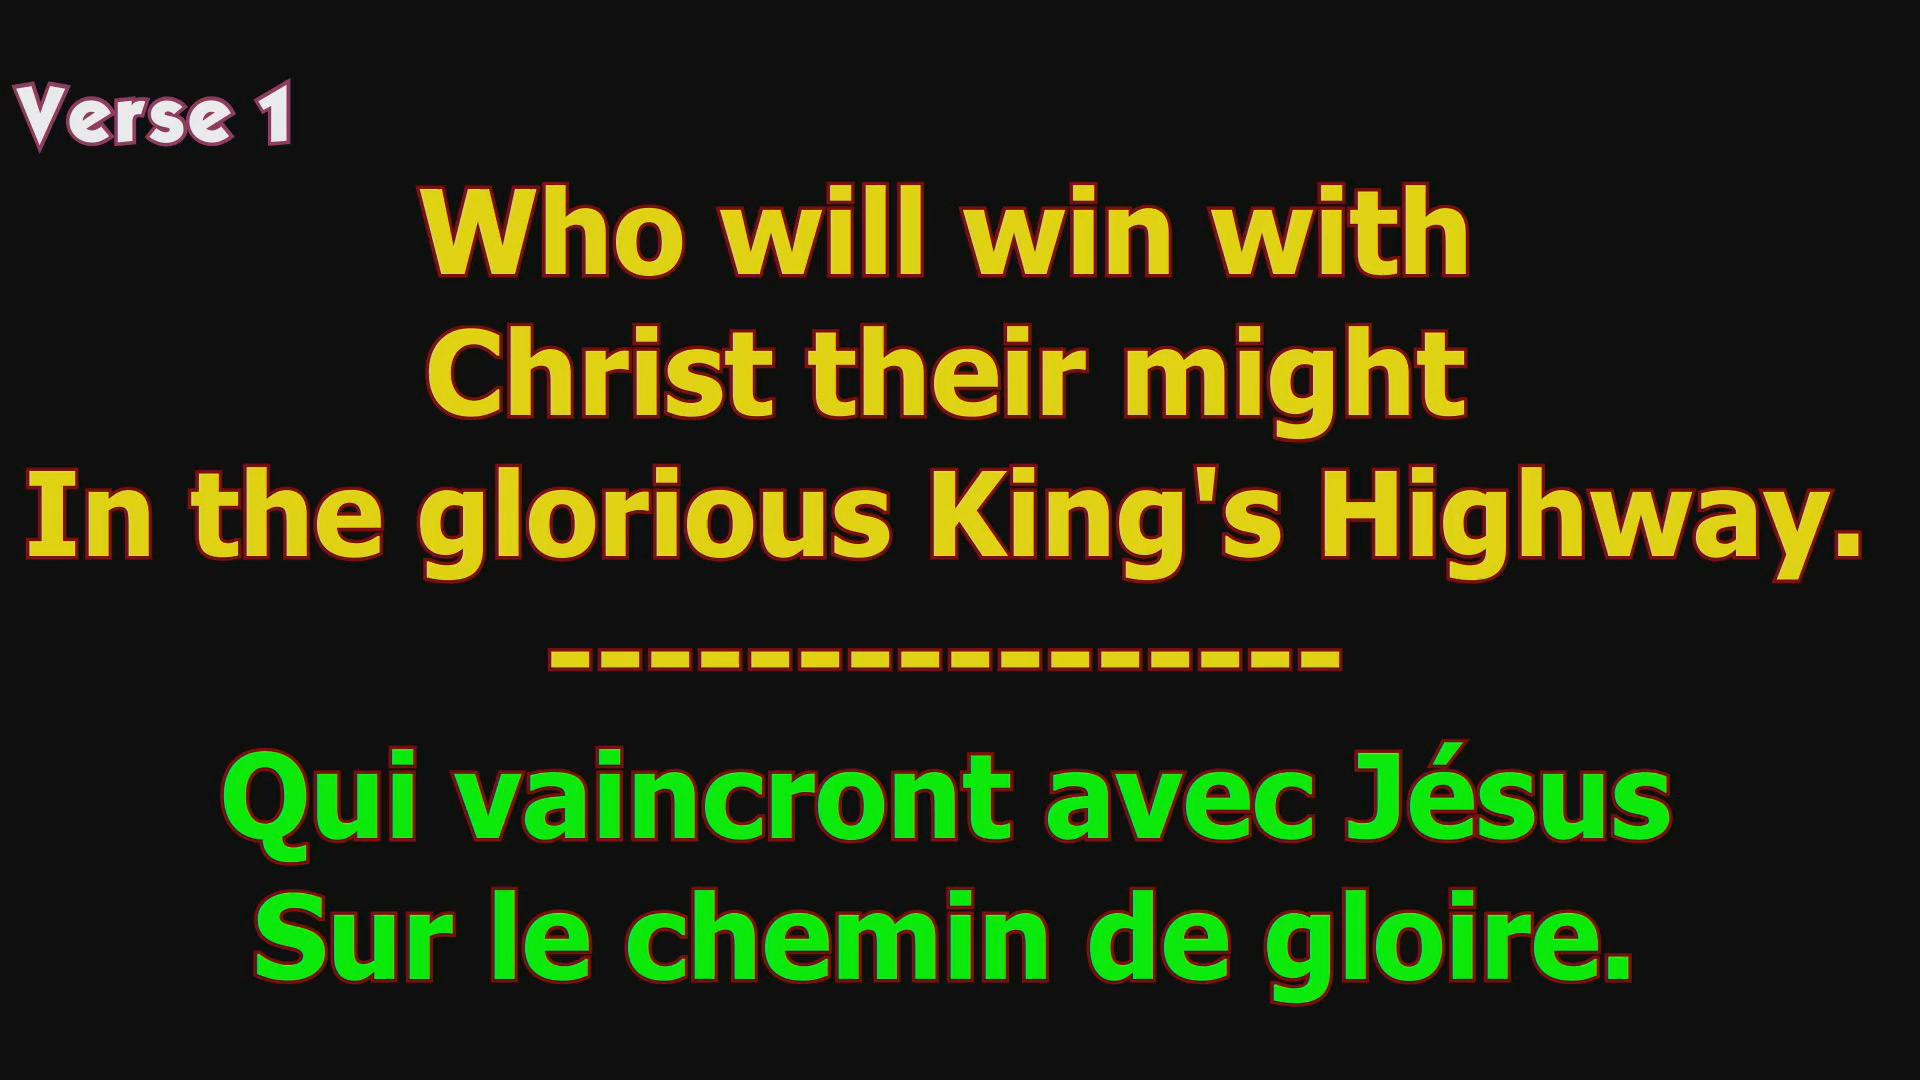 Verse 1
Who will win with
Christ their might
In the glorious King's Highway.
----------------
Qui vaincront avec Jésus
Sur le chemin de gloire.